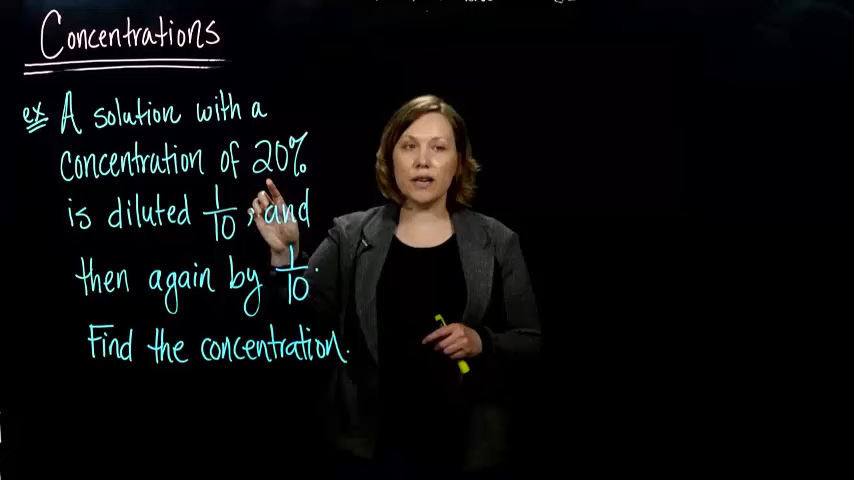 Concentrations
ex A solution with a
concentration of 20%
is diluted 1/10, and
then again by 1/10.
Find the concentration.